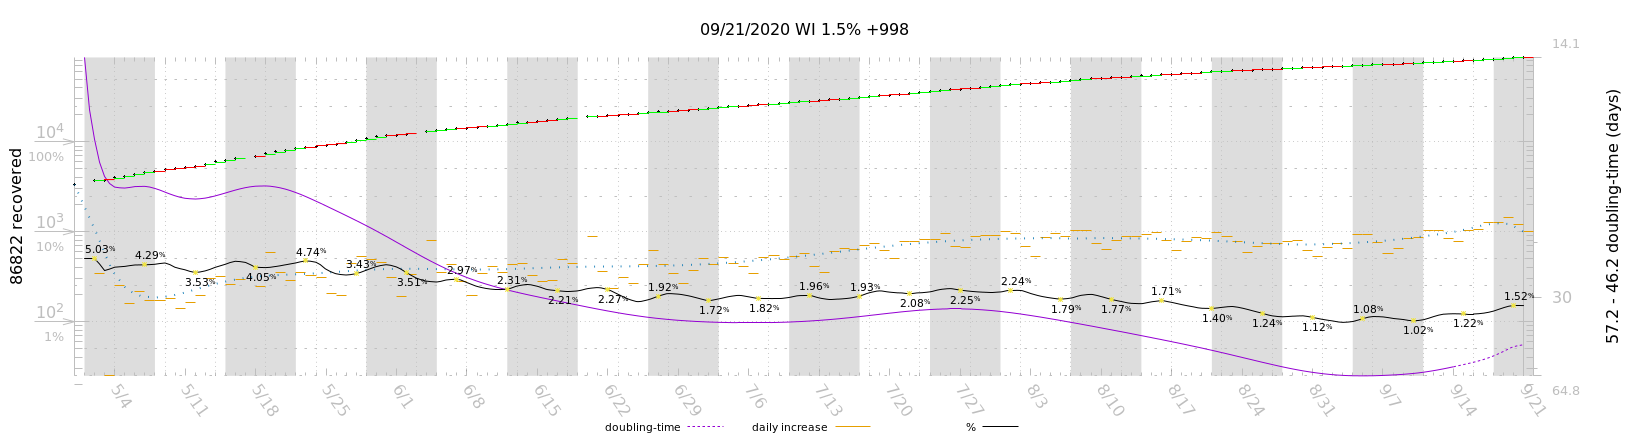 09/21/2020 WI 1.5% +998
14.1
10⁴
100%
10³
10%
10²
1%
86822 recovered
57.2 - 46.2 doubling-time (days)
5.03% 4.29% 3.53% 4.05% 4.74% 3.43% 3.51% 2.97% 2.31% 2.21% 2.27% 1.92% 1.72% 1.82% 1.96% 1.93% 2.08% 2.25% 2.24% 1.79% 1.77% 1.71% 1.40% 1.24% 1.12% 1.08% 1.02% 1.22% 1.52%
30
64.8
5/4 5/11 5/18 5/25 6/1 6/8 6/15 6/22 6/29 7/6 7/13 7/20 7/27 8/3 8/10 8/17 8/24 8/31 9/7 9/14 9/21
doubling-time daily increase %